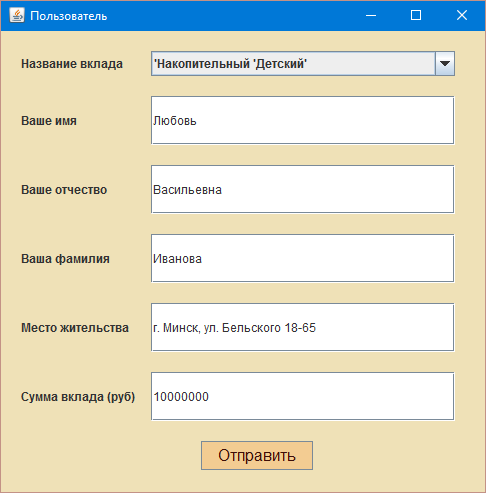 Пользователь
Название вклада 'Накопительный 'Детский'
Ваше имя Любовь
Ваше отчество Васильевна
Ваша фамилия Иванова
Место жительства г. Минск, ул. Бельского 18-65
Сумма вклада (руб) 10000000
Отправить